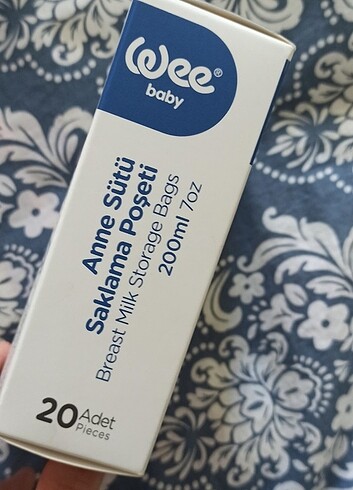 wee®
baby
Anne Sütü
Saklama Poşeti
Breast Milk Storage Bags
200ml 7oz
20 Adet
Pieces